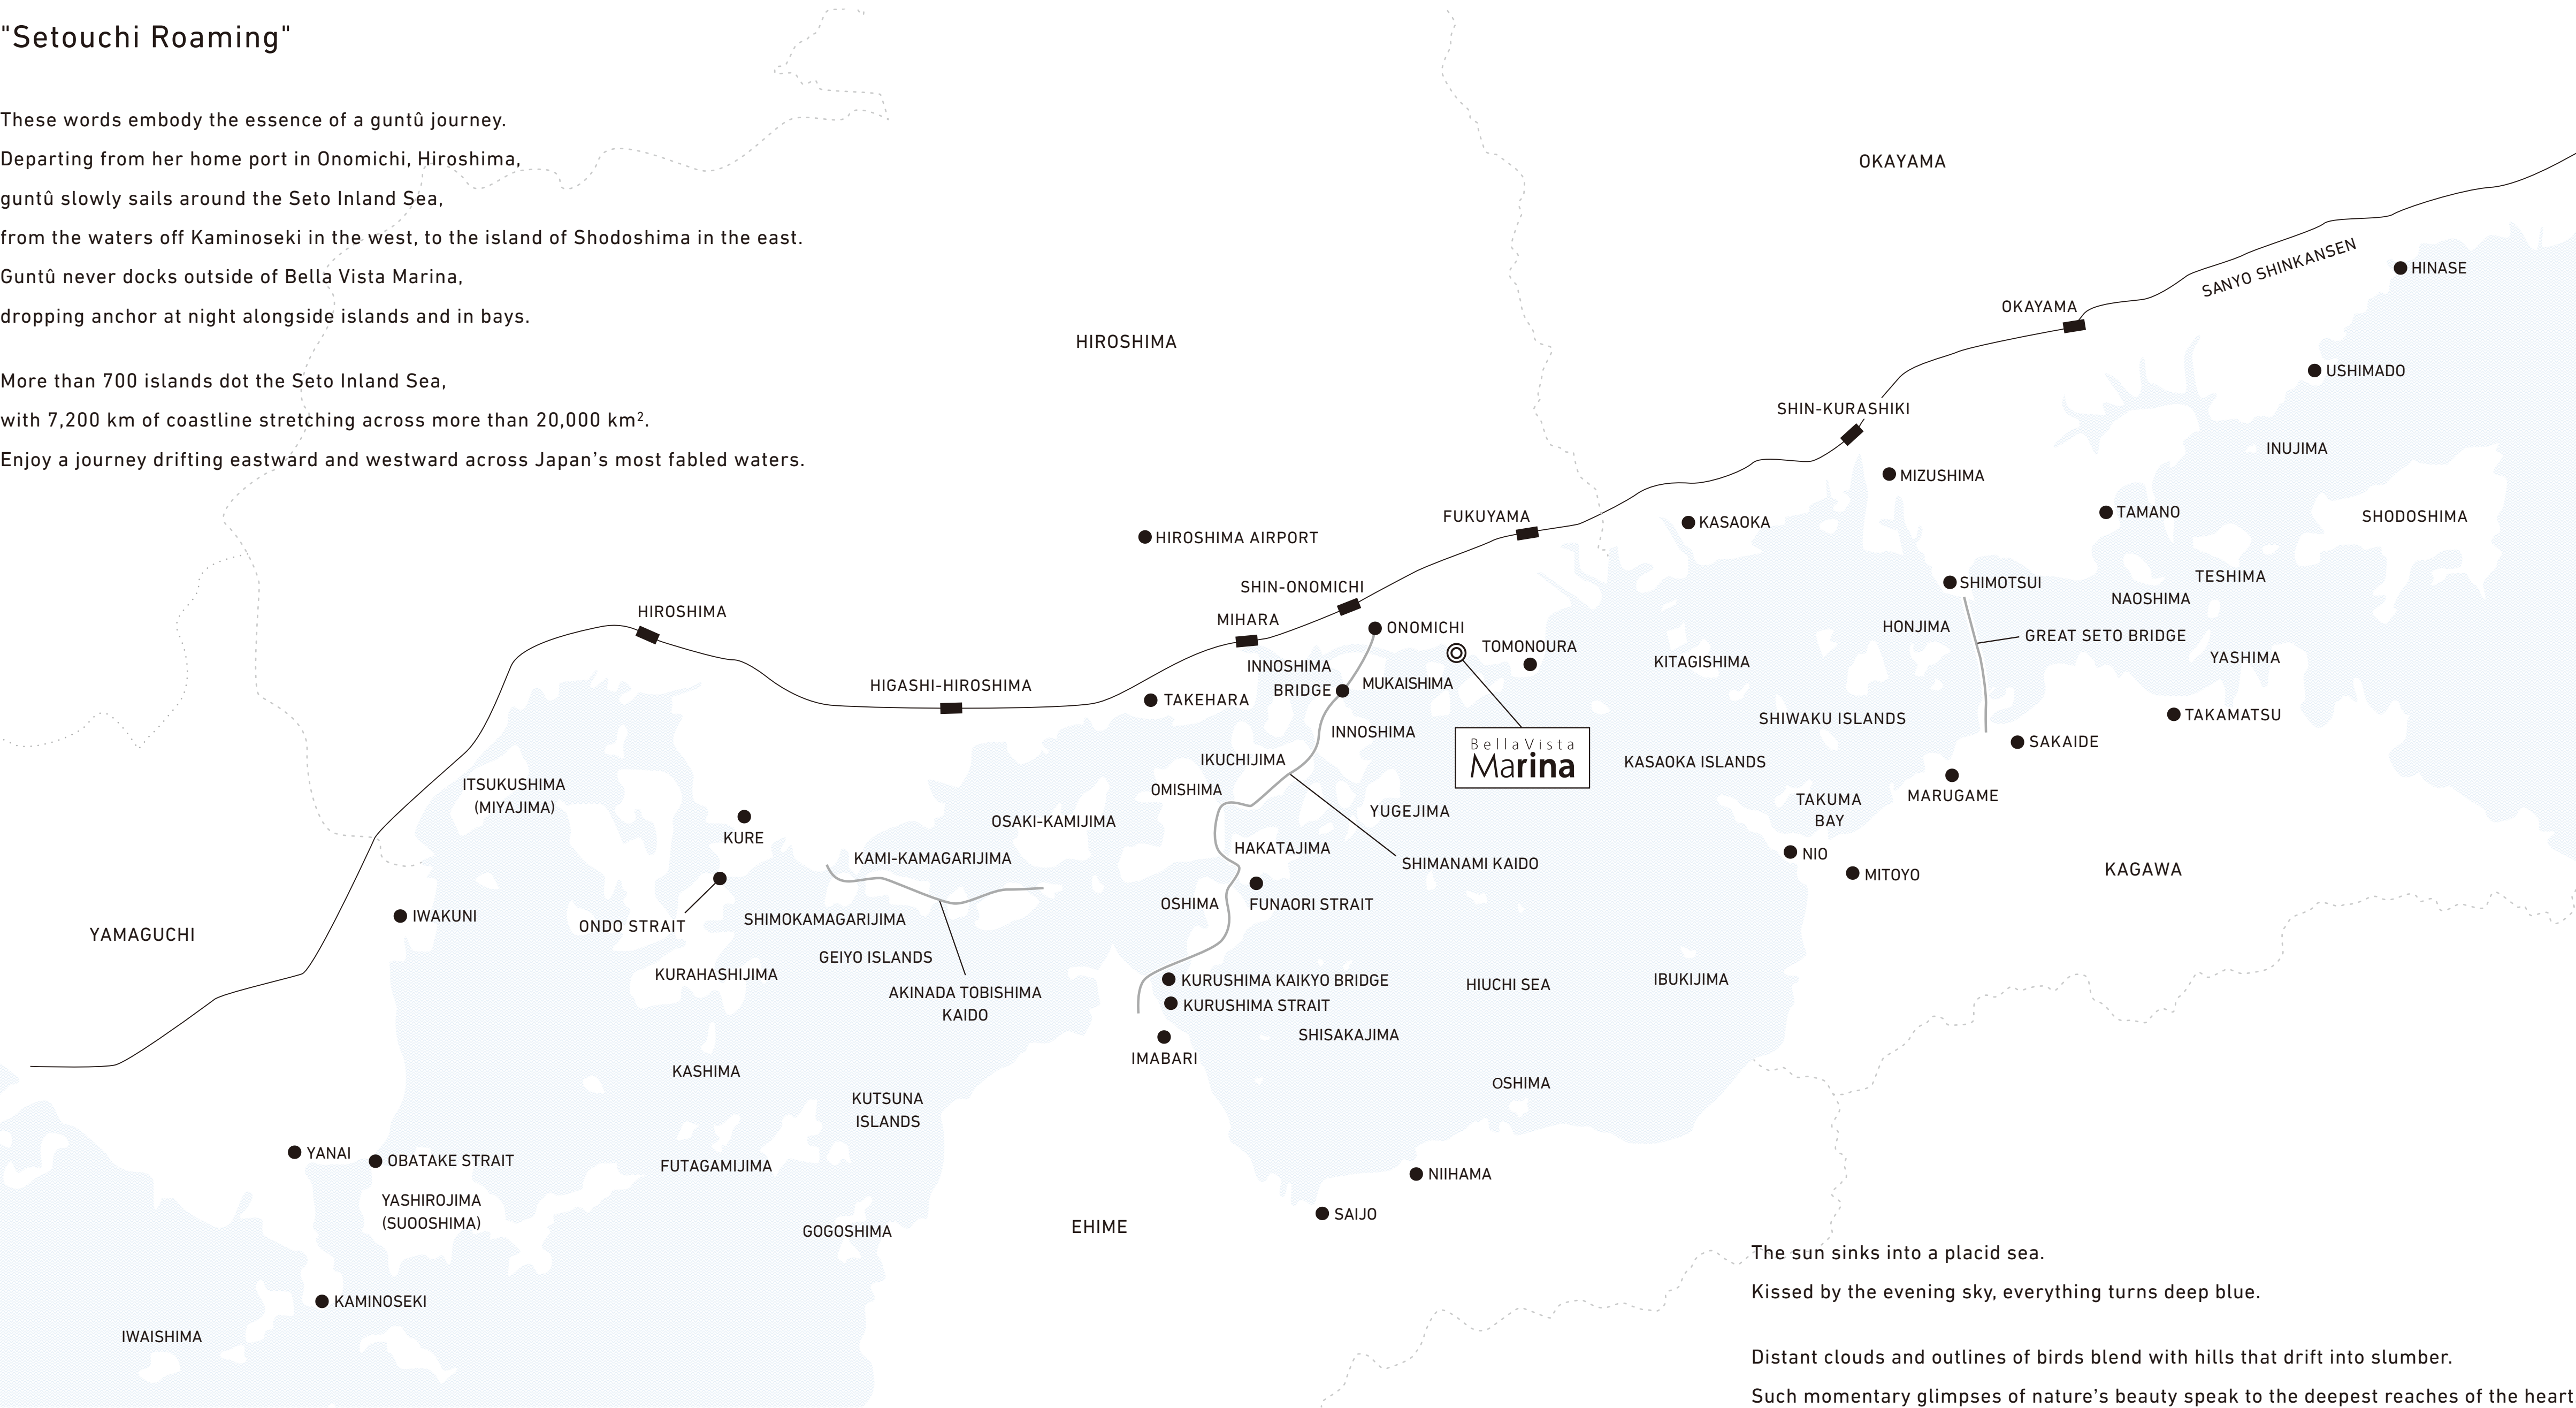 "Setouchi Roaming"
These words embody the essence of a guntû journey.
Departing from her home port in Onomichi, Hiroshima,
guntû slowly sails around the Seto Inland Sea,
from the waters off Kaminoseki in the west, to the island of Shodoshima in the east.
Guntû never docks outside of Bella Vista Marina,
dropping anchor at night alongside islands and in bays.
More than 700 islands dot the Seto Inland Sea,
with 7,200 km of coastline stretching across more than 20,000 km².
Enjoy a journey drifting eastward and westward across Japan’s most fabled waters.
OKAYAMA
SANYO SHINKANSEN
HINASE
OKAYAMA
HIROSHIMA
USHIMADO
SHIN-KURASHIKI
INUJIMA
MIZUSHIMA
FUKUYAMA
KASAOKA
TAMANO
SHODOSHIMA
HIROSHIMA AIRPORT
SHIN-ONOMICHI
SHIMOTSUI
TESHIMA
NAOSHIMA
HIROSHIMA
MIHARA
ONOMICHI
HONJIMA
GREAT SETO BRIDGE
TOMONOURA
INNOSHIMA
BRIDGE
KITAGISHIMA
YASHIMA
HIGASHI-HIROSHIMA
MUKAISHIMA
TAKEHARA
SHIWAKU ISLANDS
TAKAMATSU
INNOSHIMA
BellaVista
Marina
SAKAIDE
IKUCHIJIMA
KASAOKA ISLANDS
ITSUKUSHIMA
(MIYAJIMA)
OMISHIMA
MARUGAME
TAKUMA
BAY
YUGEJIMA
OSAKI-KAMIJIMA
KURE
HAKATAJIMA
NIO
KAMI-KAMAGARIJIMA
SHIMANAMI KAIDO
KAGAWA
MITOYO
OSHIMA
FUNAORI STRAIT
IWAKUNI
SHIMOKAMAGARIJIMA
ONDO STRAIT
YAMAGUCHI
GEIYO ISLANDS
KURAHASHIJIMA
KURUSHIMA KAIKYO BRIDGE
HIUCHI SEA
IBUKIJIMA
AKINADA TOBISHIMA
KAIDO
KURUSHIMA STRAIT
SHISAKAJIMA
IMABARI
KASHIMA
OSHIMA
KUTSUNA
ISLANDS
YANAI
OBATAKE STRAIT
FUTAGAMIJIMA
NIIHAMA
YASHIROJIMA
(SUOOSHIMA)
SAIJO
GOGOSHIMA
EHIME
KAMINOSEKI
IWAISHIMA
The sun sinks into a placid sea.
Kissed by the evening sky, everything turns deep blue.
Distant clouds and outlines of birds blend with hills that drift into slumber.
Such momentary glimpses of nature’s beauty speak to the deepest reaches of the heart